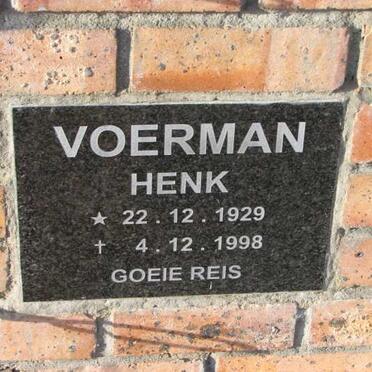 VOERMAN
HENK
★ 22 . 12 . 1929
† 4 . 12 . 1998
GOEIE REIS